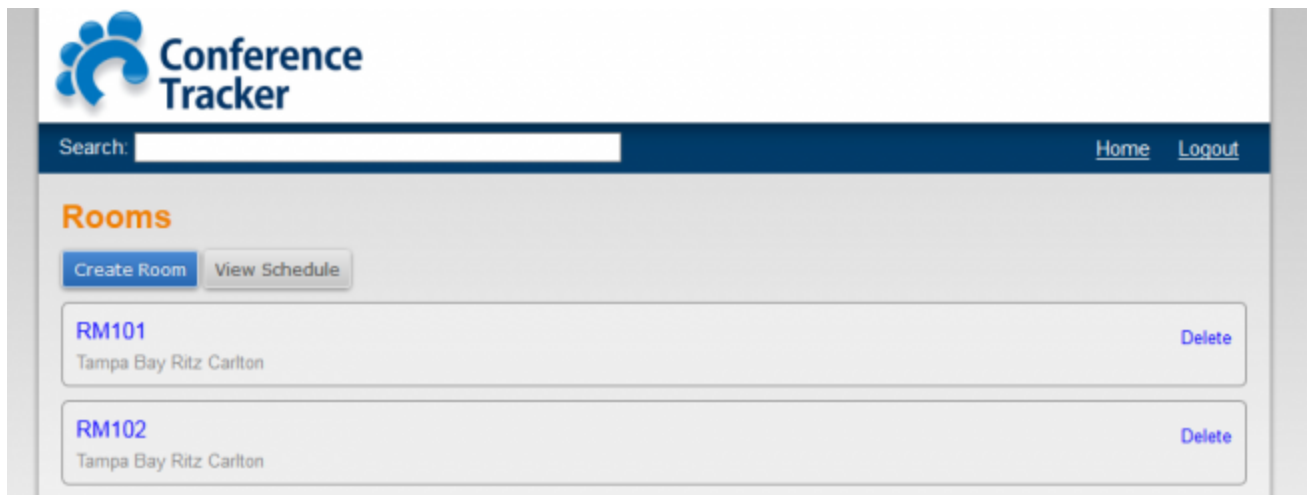 Conference
Tracker
Search: Home Logout
Rooms
Create Room View Schedule
RM101
Delete
Tampa Bay Ritz Carlton
RM102
Delete
Tampa Bay Ritz Carlton